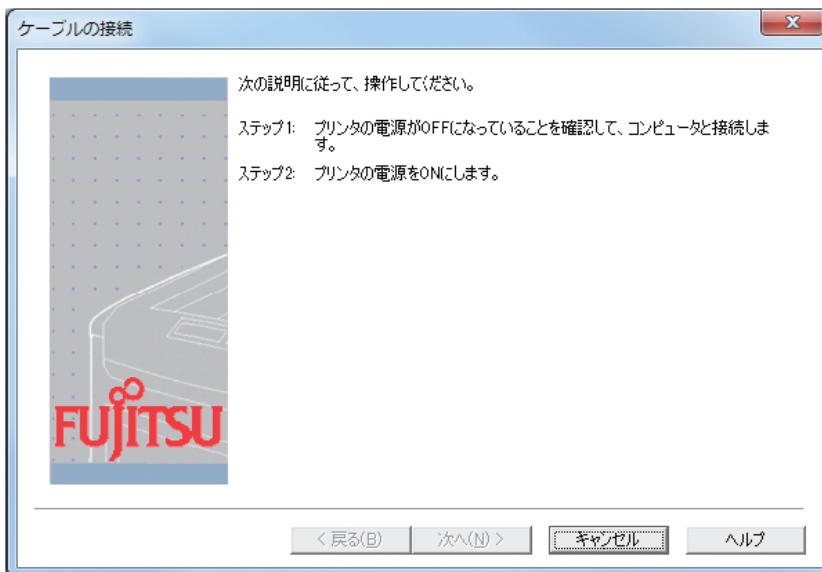 ケーブルの接続
次の説明に従って、操作してください。
ステップ1: プリンタの電源がOFFになっていることを確認して、コンピュータと接続しま
す。
ステップ2: プリンタの電源をONにします。
FUJITSU
< 戻る(B) 次へ(N) > キャンセル ヘルプ